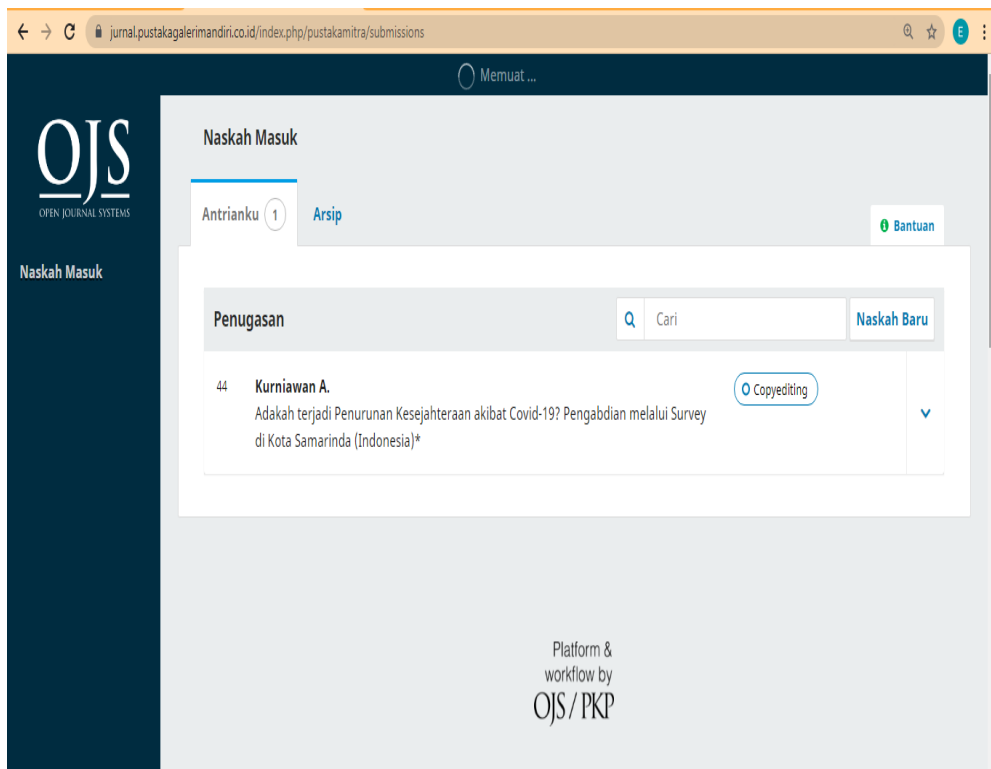 jurnal.pustakagalerimandiri.co.id/index.php/pustakamitra/submissions
E
Memuat ...
OJS
OPEN JOURNAL SYSTEMS
Naskah Masuk
Naskah Masuk
Antrianku 1
Arsip
Bantuan
Penugasan
Cari
Naskah Baru
44
Kurniawan A.
Copyediting
Adakah terjadi Penurunan Kesejahteraan akibat Covid-19? Pengabdian melalui Survey
di Kota Samarinda (Indonesia)*
Platform &
workflow by
OJS / PKP